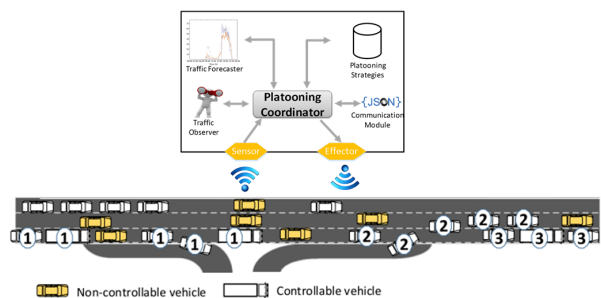 Traffic Forecaster
Platooning
Strategies
Platooning
Coordinator
Traffic
Observer
{JSON}
Communication
Module
Sensor
Effector
2
2
2
1
1
1
1
1
2
2
3
3
3
Non-controllable vehicle
Controllable vehicle